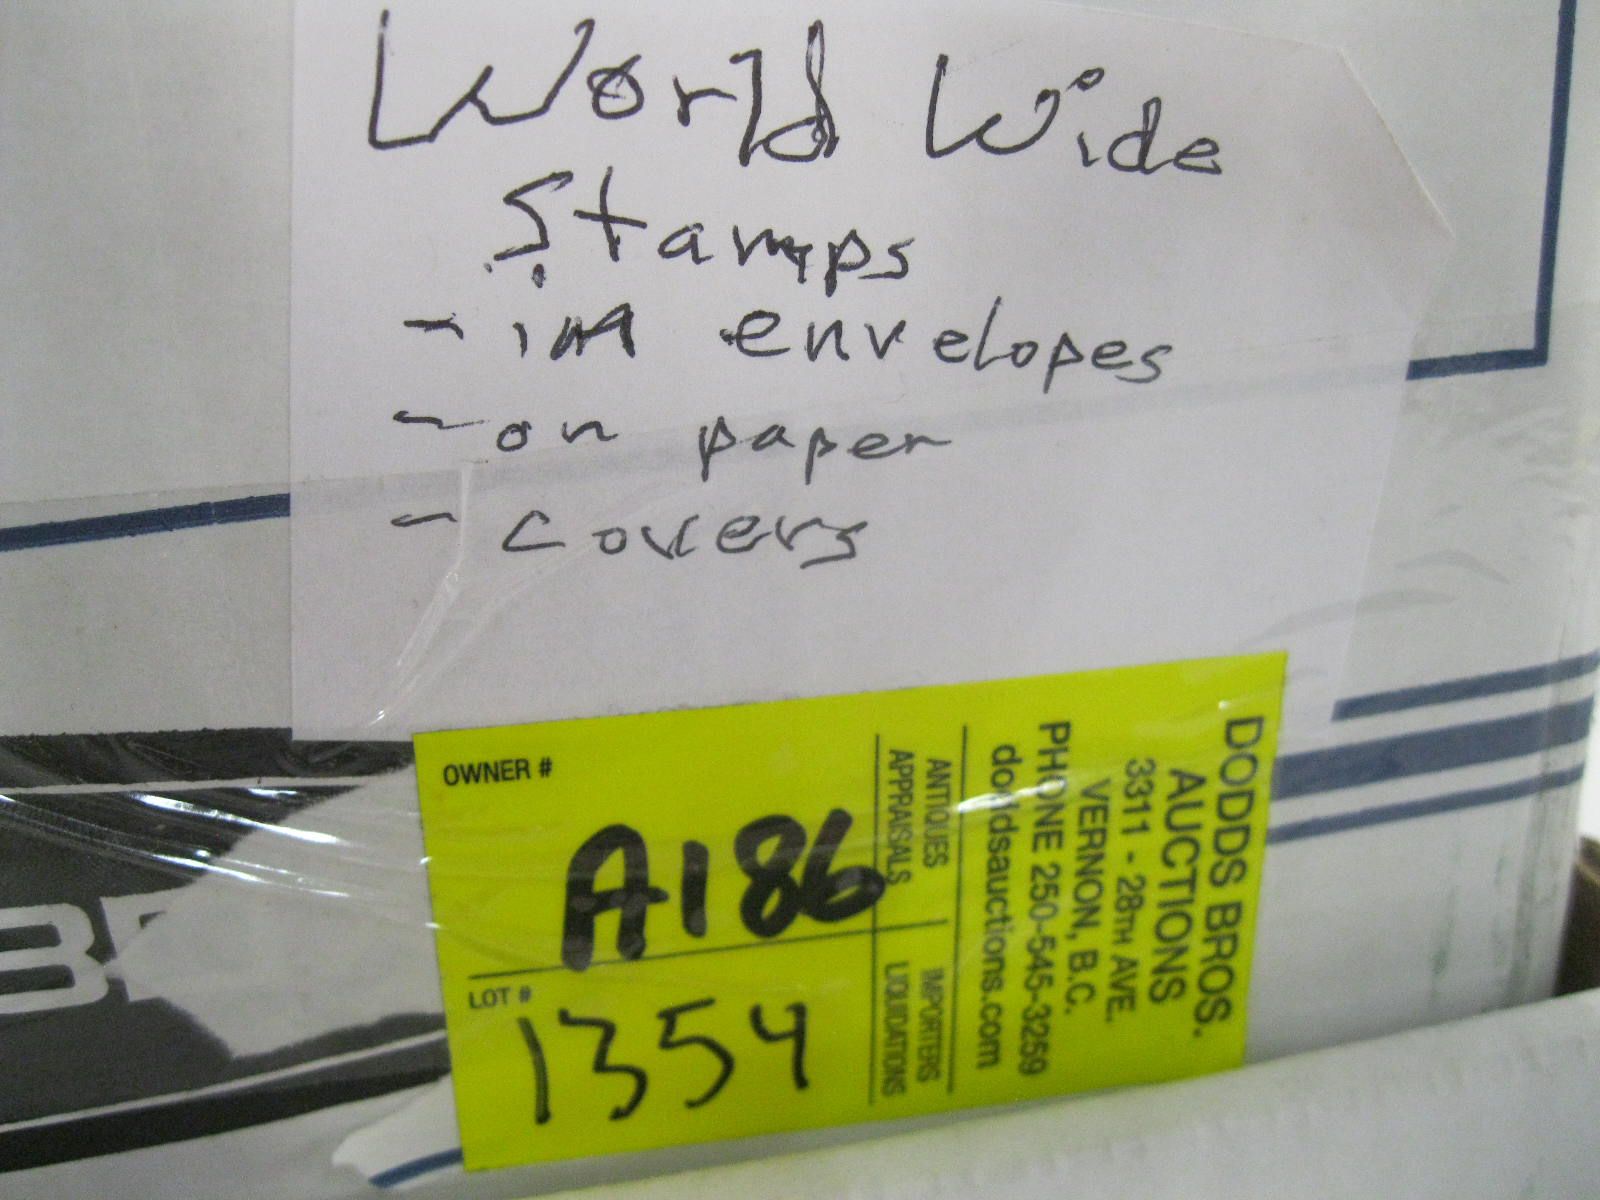 World Wide
Stamps
- in envelopes
- on paper
- covers
OWNER #
A186
LOT #
1354
DODDS BROS.
AUCTIONS
3311 - 28TH AVE.
VERNON, B.C.
PHONE 250-545-3259
doddsauctions.com
ANTIQUES
APPRAISALS
IMPORTERS
LIQUIDATIONS